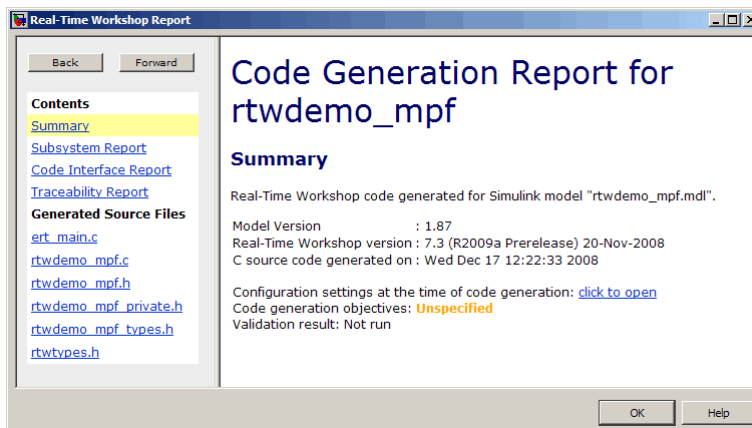 Real-Time Workshop Report
Back Forward
Contents
Summary
Subsystem Report
Code Interface Report
Traceability Report
Generated Source Files
ert_main.c
rtwdemo_mpf.c
rtwdemo_mpf.h
rtwdemo_mpf_private.h
rtwdemo_mpf_types.h
rtwtypes.h
Code Generation Report for
rtwdemo_mpf
Summary
Real-Time Workshop code generated for Simulink model "rtwdemo_mpf.mdl".
Model Version : 1.87
Real-Time Workshop version : 7.3 (R2009a Prerelease) 20-Nov-2008
C source code generated on : Wed Dec 17 12:22:33 2008
Configuration settings at the time of code generation: click to open
Code generation objectives: Unspecified
Validation result: Not run
OK Help